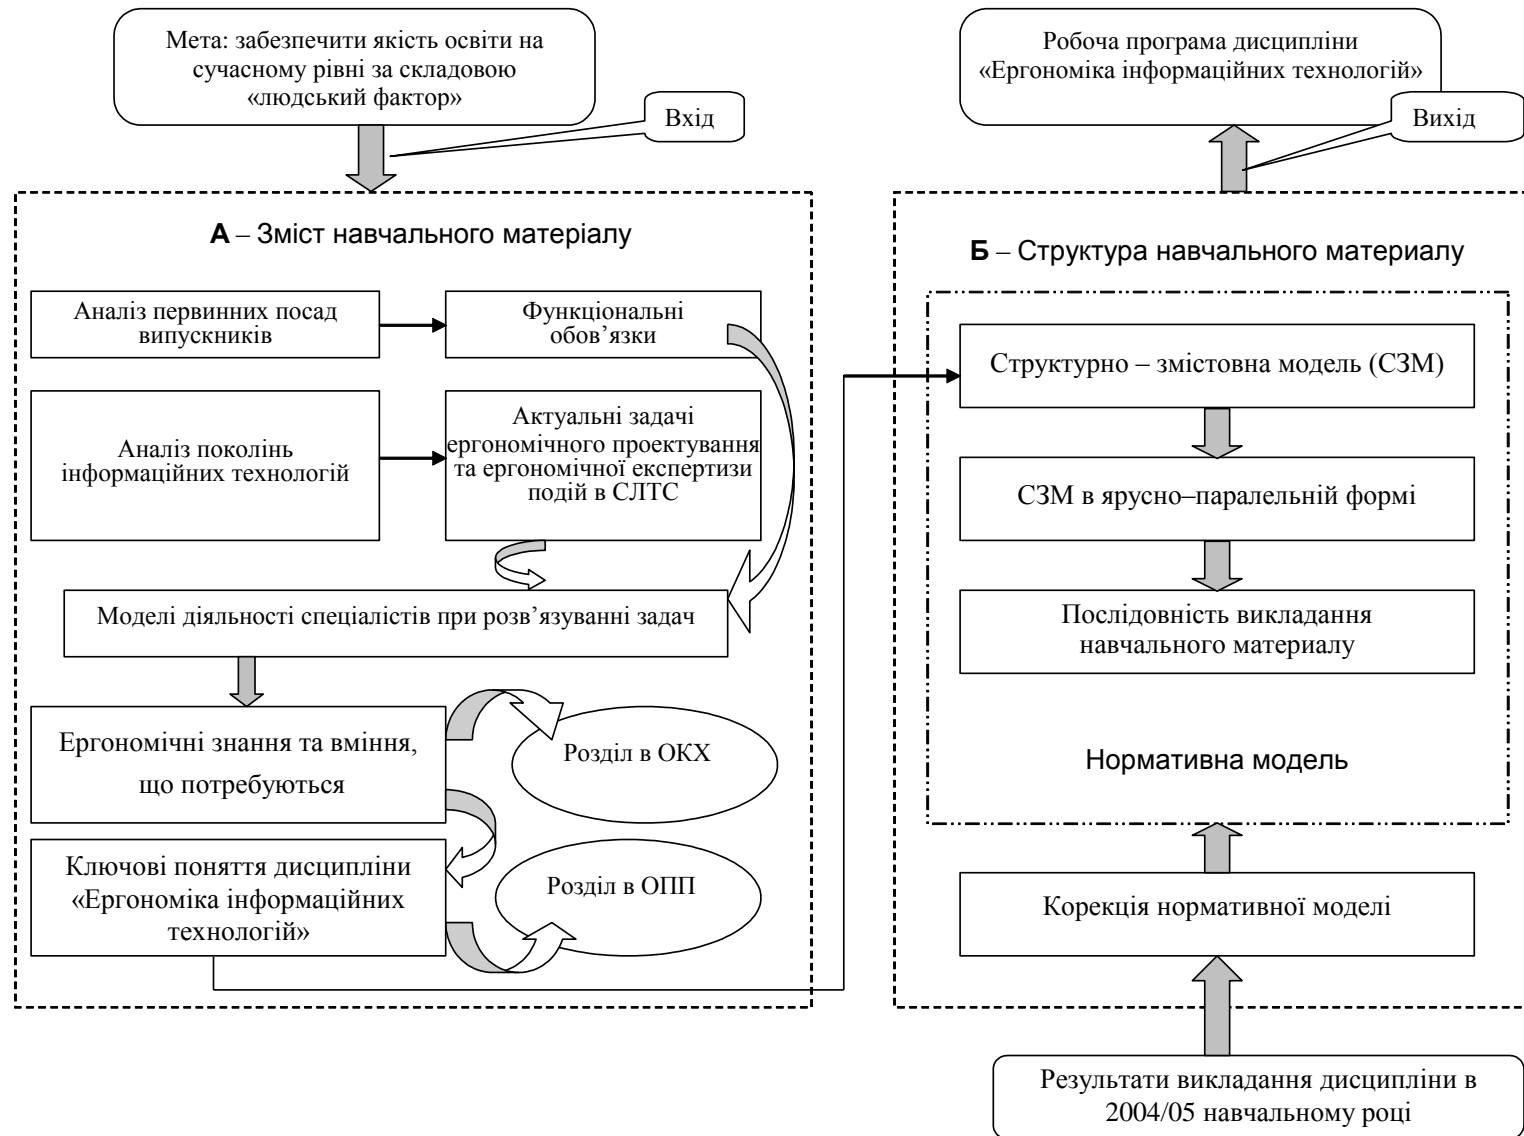 Мета: забезпечити якість освіти на
сучасному рівні за складовою
«людський фактор»
Вхід
А – Зміст навчального матеріалу
Аналіз первинних посад
випускників
Функціональні
обов’язки
Аналіз поколінь
інформаційних технологій
Актуальні задачі
ергономічного проектування
та ергономічної експертизи
подій в СЛТС
Моделі діяльності спеціалістів при розв’язуванні задач
Ергономічні знання та вміння,
що потребуються
Розділ в ОКХ
Ключові поняття дисципліни
«Ергономіка інформаційних
технологій»
Розділ в ОПП
Робоча програма дисципліни
«Ергономіка інформаційних технологій»
Вихід
Б – Структура навчального материалу
Структурно – змістовна модель (СЗМ)
СЗМ в ярусно–паралельній формі
Послідовність викладання
навчального матеріалу
Нормативна модель
Корекція нормативної моделі
Результати викладання дисципліни в
2004/05 навчальному році